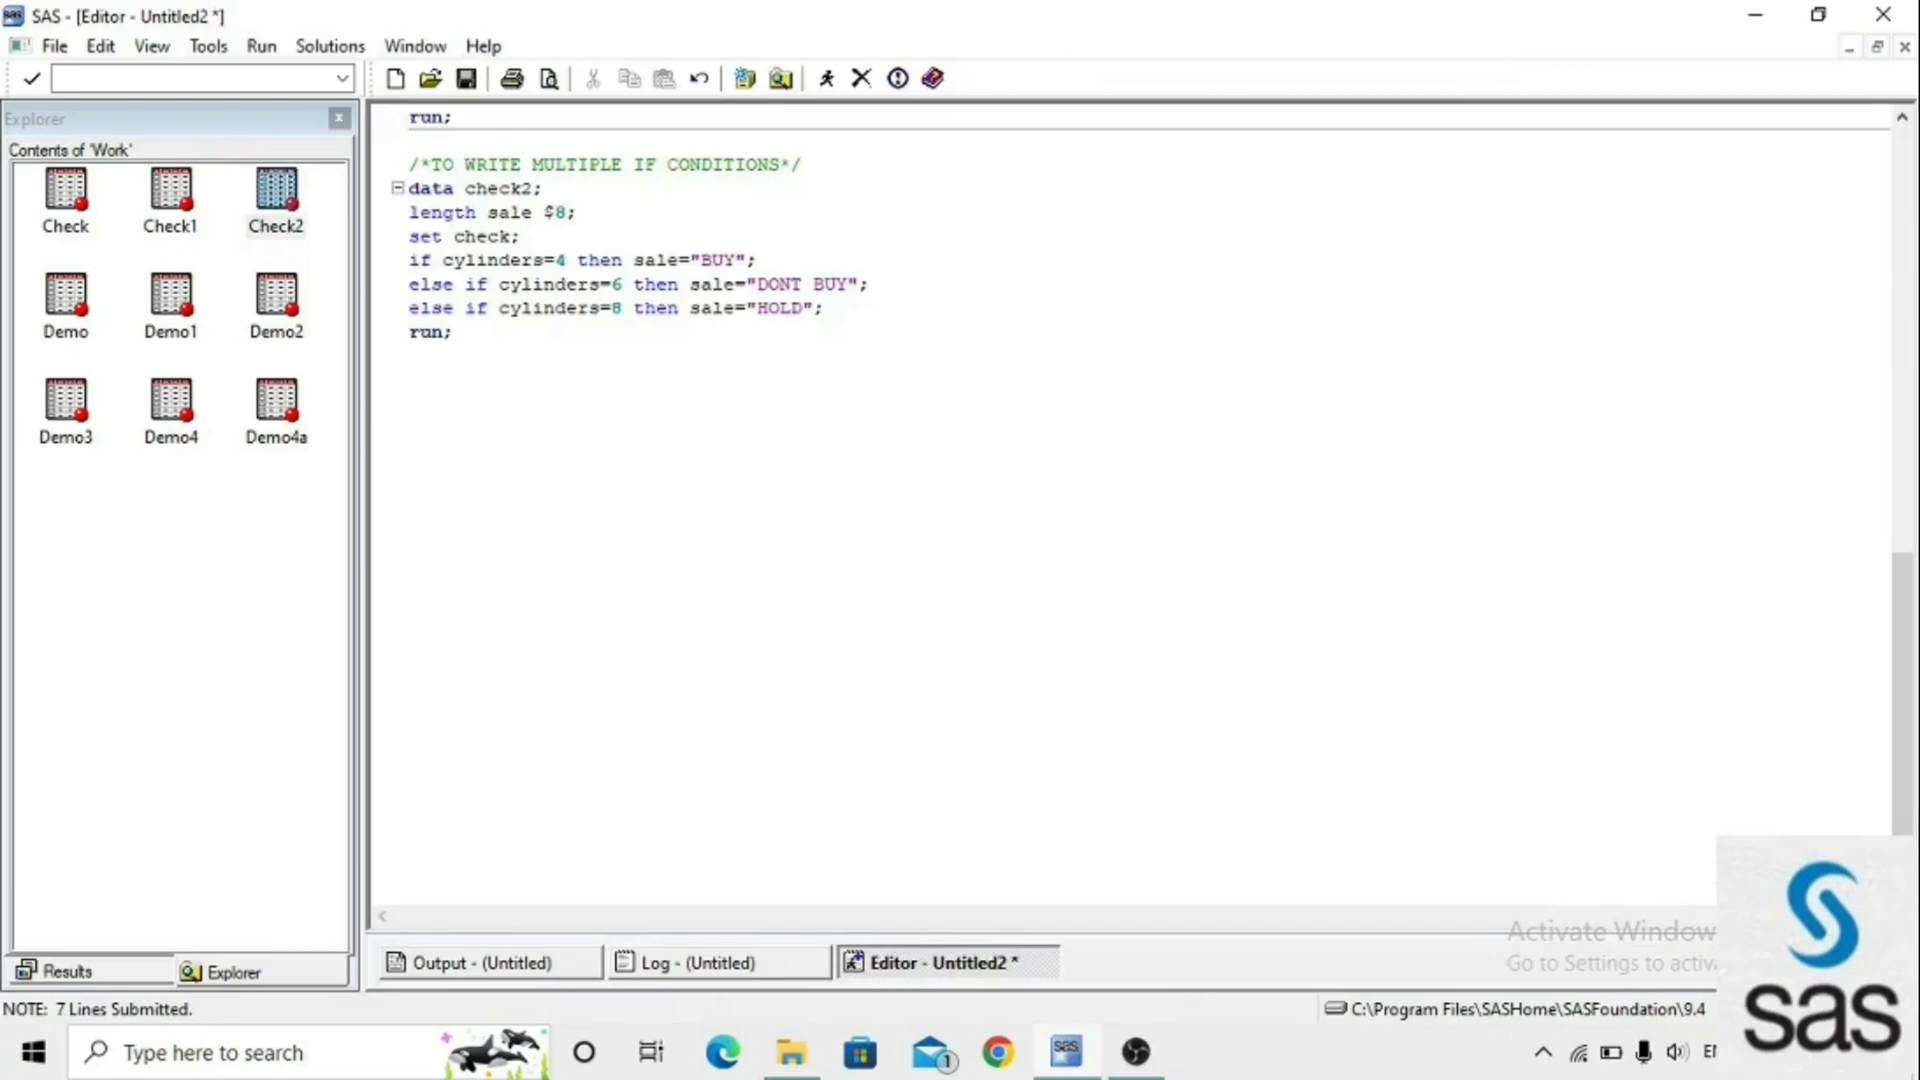 SAS - [Editor - Untitled2 *]
File Edit View Tools Run Solutions Window Help
Explorer
Contents of 'Work'
Check Check1 Check2
Demo Demo1 Demo2
Demo3 Demo4 Demo4a
run;
/*TO WRITE MULTIPLE IF CONDITIONS*/
data check2;
length sale $8;
set check;
if cylinders=4 then sale="BUY";
else if cylinders=6 then sale="DONT BUY";
else if cylinders=8 then sale="HOLD";
run;
Activate Window
Go to Settings to activ
Results Explorer
Output - (Untitled) Log - (Untitled) Editor - Untitled2 *
NOTE: 7 Lines Submitted.
C:\Program Files\SASHome\SASFoundation\9.4
sas
Type here to search
1
sas
EN